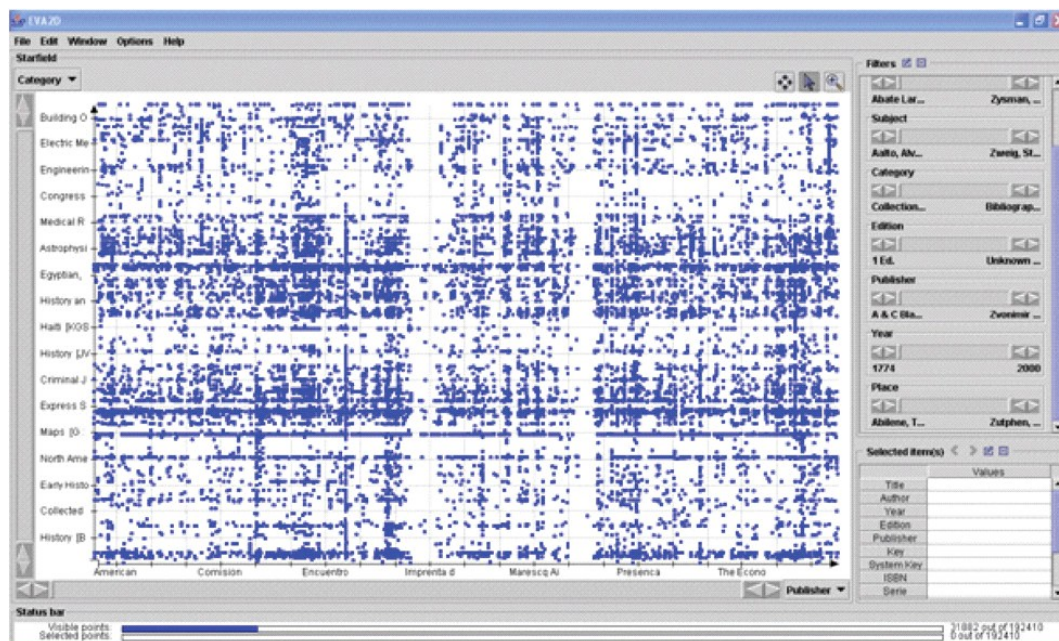 EVA2D
File Edit Window Options Help
Starfield
Category
Building O
Electric Me
Engineerin
Congress
Medical R
Astrophysi
Egyptian,
History an
Haiti [KGS
History [JV
Criminal J
Express S
Maps [G
North Ame
Early Histo
Collected
History [B
American Comision Encuentro Imprenta d Marescq Ai Presenca The Econo
Publisher
Filters
Abate Lar... Zysman, ...
Subject
Aalto, Alv... Zweig, St...
Category
Collection... Bibliograp...
Edition
1 Ed. Unknown ...
Publisher
A & C Bla... Zvonimir ...
Year
1774 2000
Place
Abilene, T... Zutphen, ...
Selected item(s)
Values
Title
Author
Year
Edition
Publisher
Key
System Key
ISBN
Serie
Status bar
Visible points: 31882 out of 192410
Selected points: 0 out of 192410